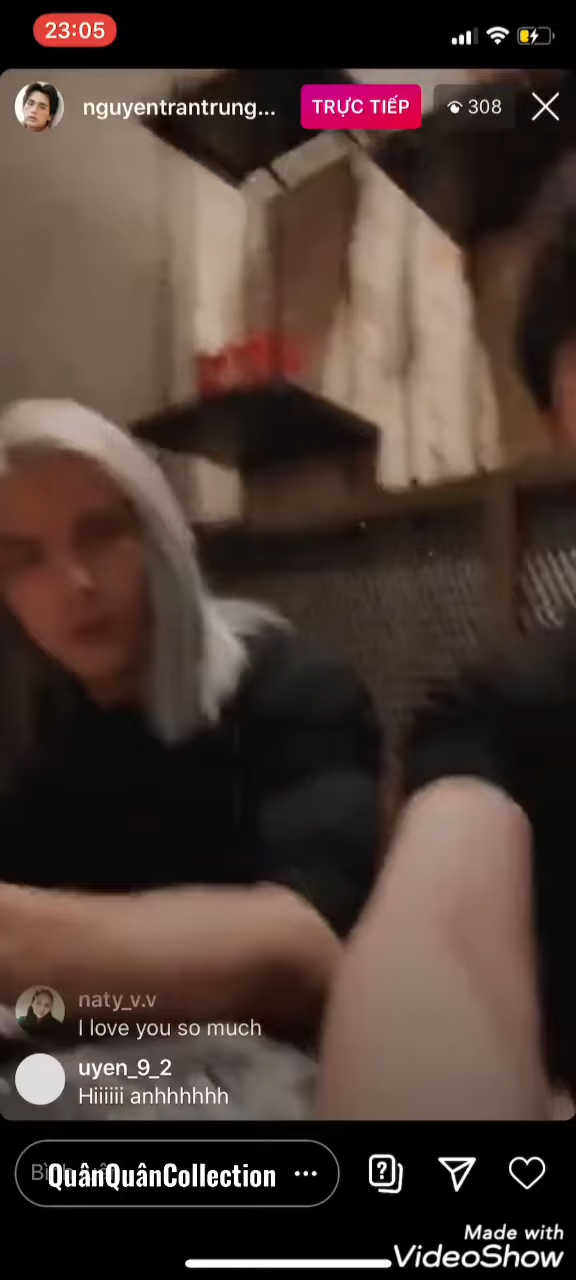 23:05
nguyentrantrung...
TRỰC TIẾP
308
naty_v.v
I love you so much
uyen_9_2
Hiiiiii anhhhhhh
QuânQuânCollection
Made with
VideoShow